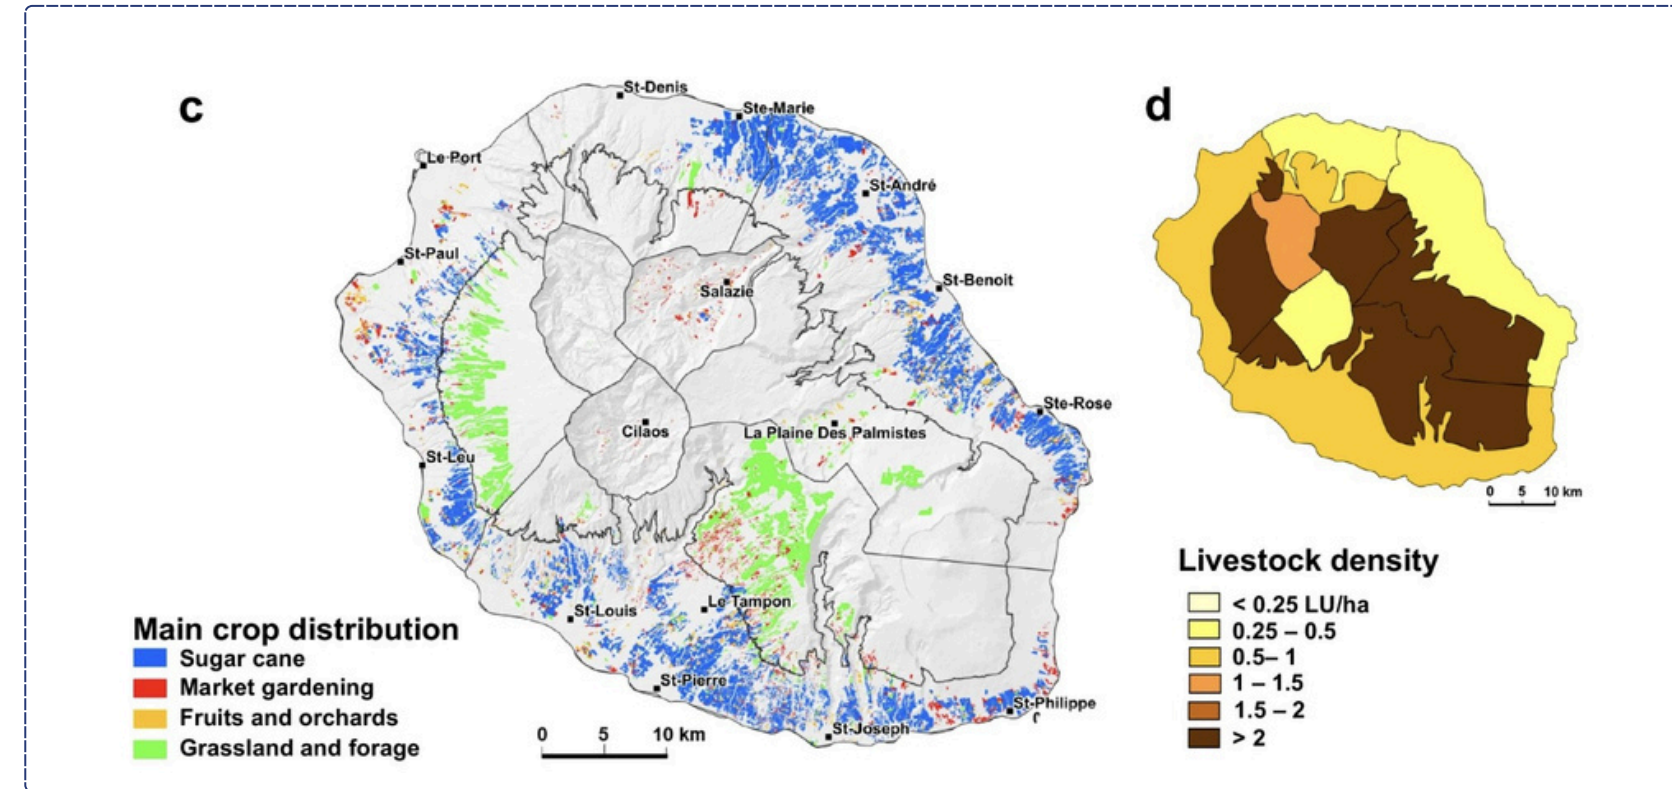 c
St-Denis
Ste-Marie
Le Port
St-André
St-Paul
St-Benoit
Salazie
Ste-Rose
Cilaos
La Plaine Des Palmistes
St-Leu
St-Louis
Le Tampon
St-Pierre
St-Philippe
St-Joseph
Main crop distribution
Sugar cane
Market gardening
Fruits and orchards
Grassland and forage
0 5 10 km
d
0 5 10 km
Livestock density
< 0.25 LU/ha
0.25 – 0.5
0.5– 1
1 – 1.5
1.5 – 2
> 2